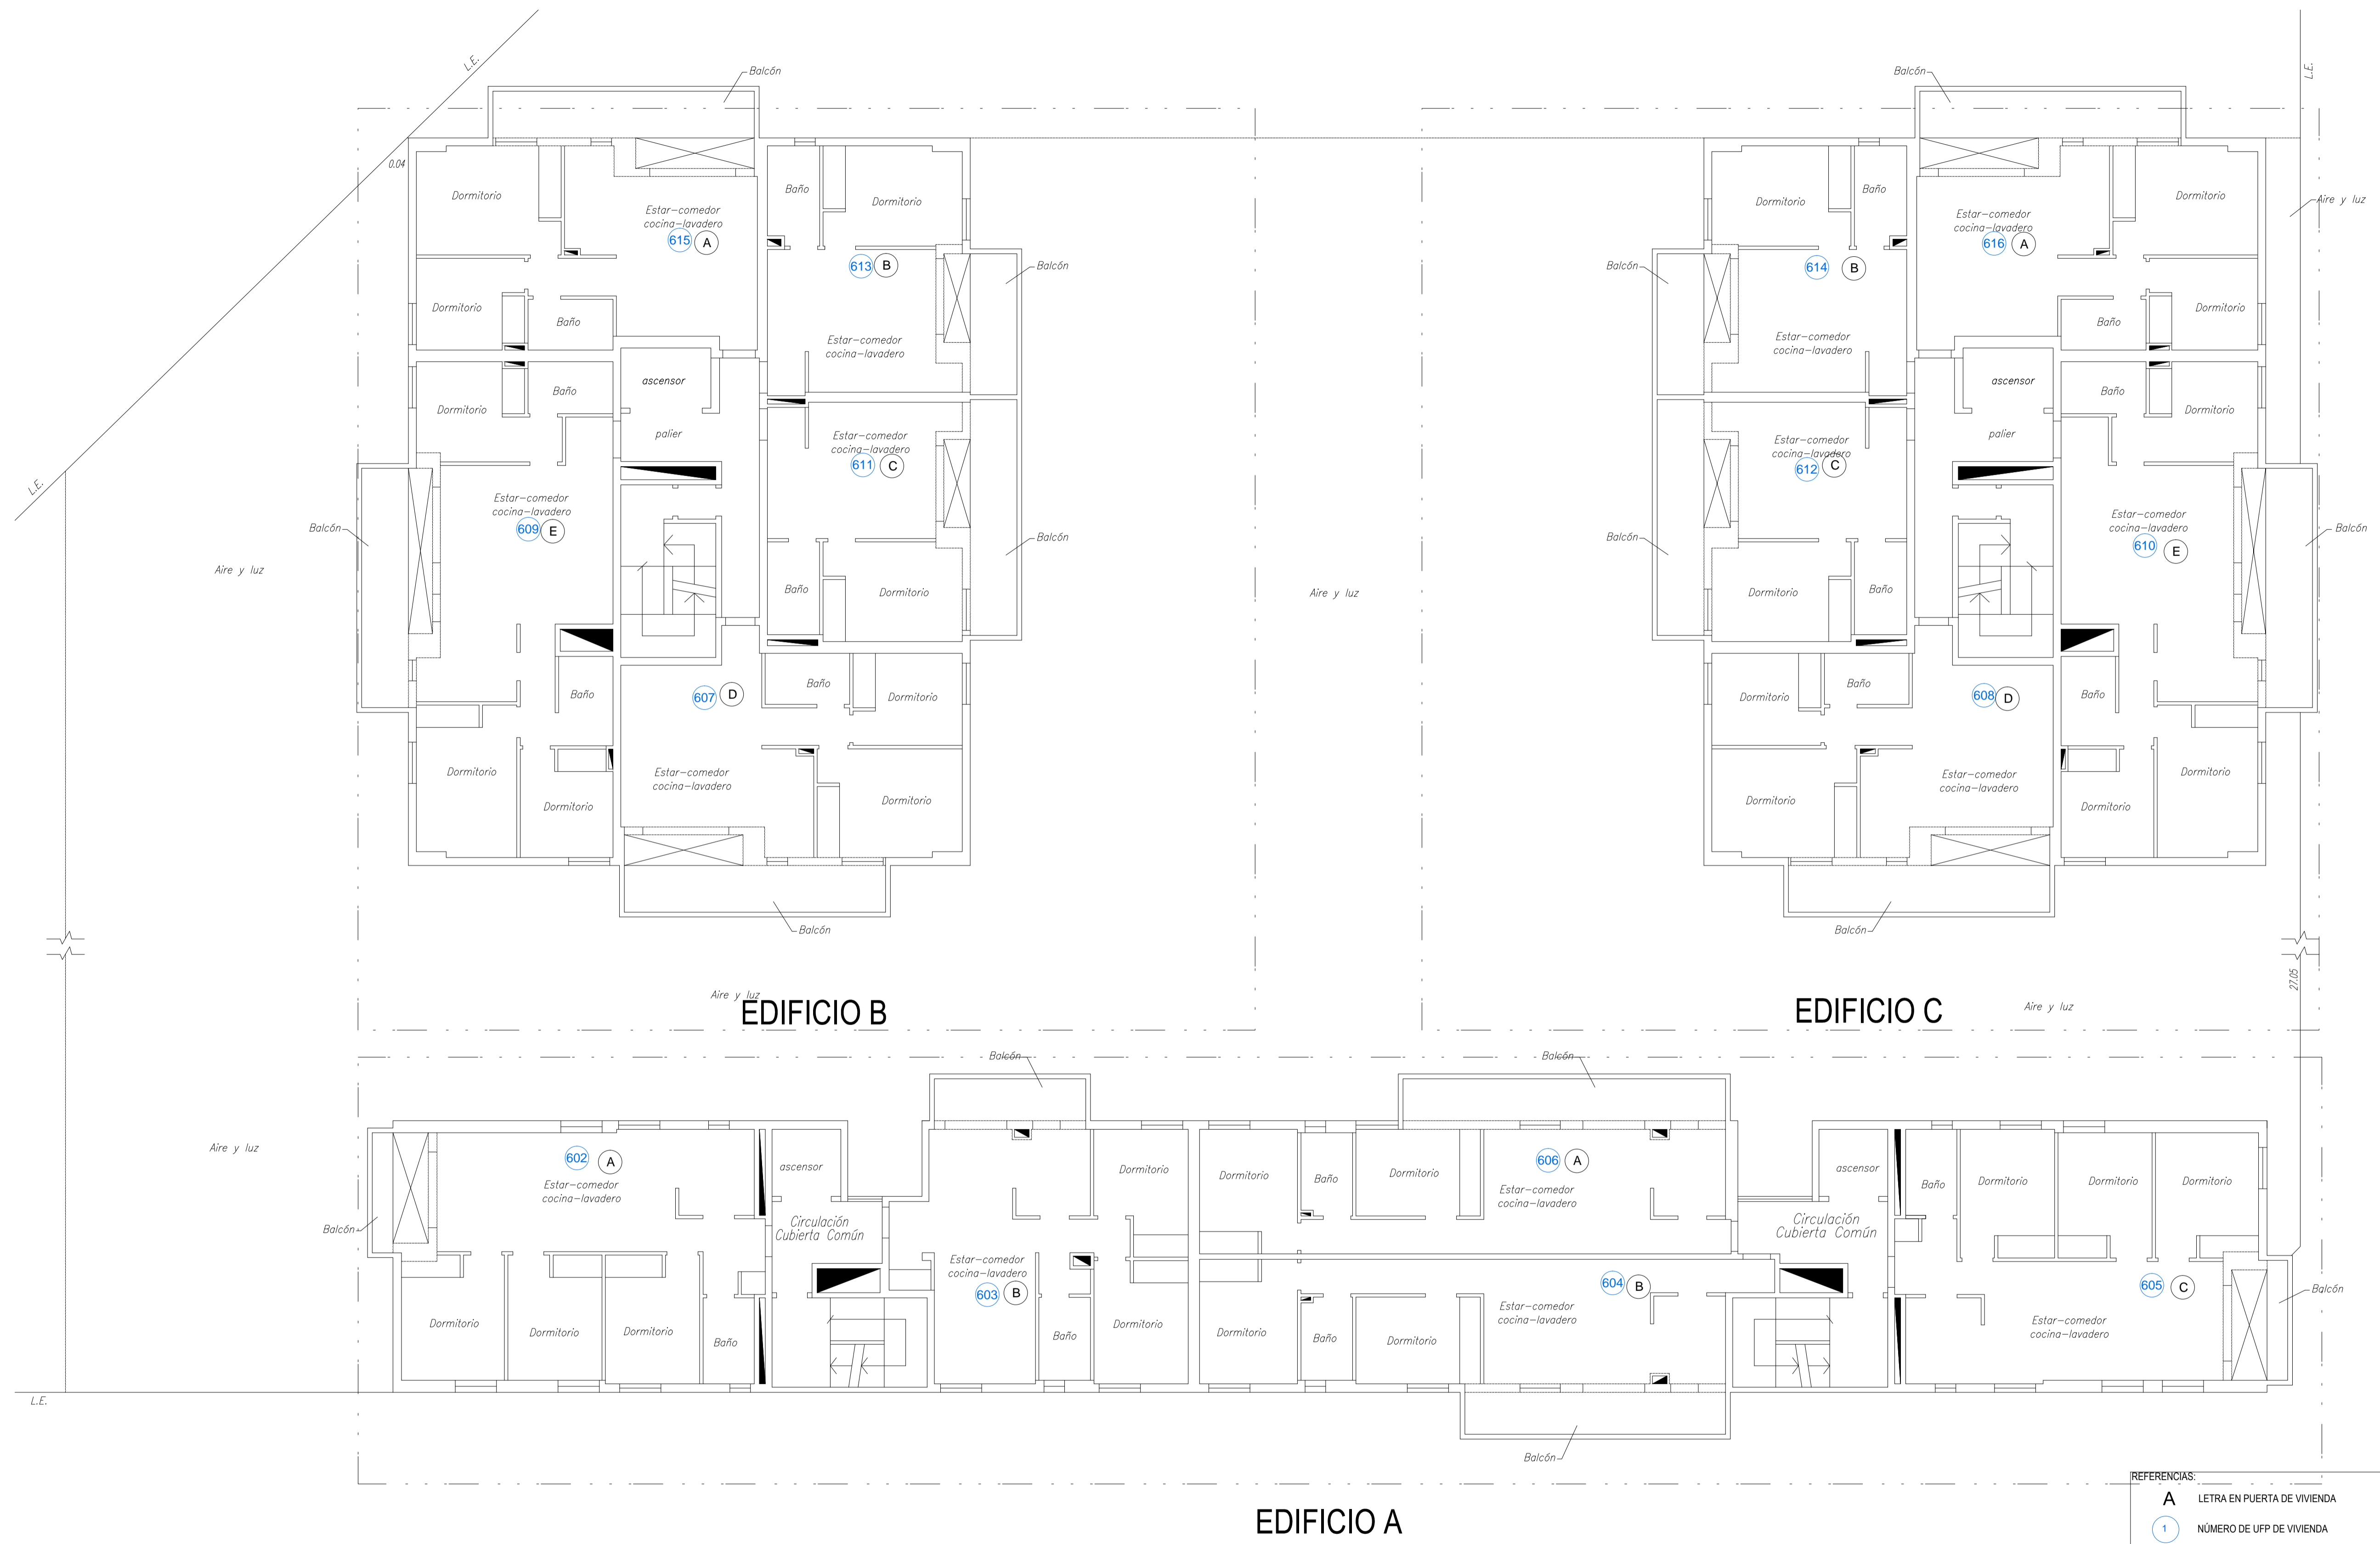 L.E.
Balcón
Balcón
L.E.
0.04
Dormitorio
Baño
Dormitorio
Estar-comedor
cocina-lavadero
615 A
613 B
Balcón
Dormitorio
Baño
Estar-comedor
cocina-lavadero
Dormitorio
Baño
ascensor
palier
Estar-comedor
cocina-lavadero
611 C
L.E.
Estar-comedor
cocina-lavadero
609 E
Balcón
Balcón
Aire y luz
Baño
Dormitorio
Baño
607 D
Baño
Dormitorio
Dormitorio
Estar-comedor
cocina-lavadero
Dormitorio
Dormitorio
Balcón
Aire y luz
EDIFICIO B
Aire y luz
Dormitorio
Baño
Estar-comedor
cocina-lavadero
Dormitorio
Aire y luz
614 B
616 A
Balcón
Estar-comedor
cocina-lavadero
Baño
Dormitorio
ascensor
Baño
Dormitorio
palier
Estar-comedor
cocina-lavadero
612 C
Estar-comedor
cocina-lavadero
610 E
Balcón
Balcón
Dormitorio
Baño
Dormitorio
Baño
608 D
Baño
Estar-comedor
cocina-lavadero
Dormitorio
Dormitorio
Dormitorio
Balcón
27.05
EDIFICIO C
Aire y luz
Balcón
Balcón
Aire y luz
602 A
Estar-comedor
cocina-lavadero
Balcón
ascensor
Circulación
Cubierta Común
Dormitorio
Dormitorio
Dormitorio
Baño
Estar-comedor
cocina-lavadero
603 B
Dormitorio
Baño
Dormitorio
Dormitorio
Baño
Dormitorio
606 A
Estar-comedor
cocina-lavadero
604 B
Estar-comedor
cocina-lavadero
Dormitorio
Baño
Dormitorio
ascensor
Circulación
Cubierta Común
Baño
Dormitorio
Dormitorio
Dormitorio
605 C
Estar-comedor
cocina-lavadero
Balcón
L.E.
Balcón
EDIFICIO A
REFERENCIAS:
A LETRA EN PUERTA DE VIVIENDA
1 NÚMERO DE UFP DE VIVIENDA